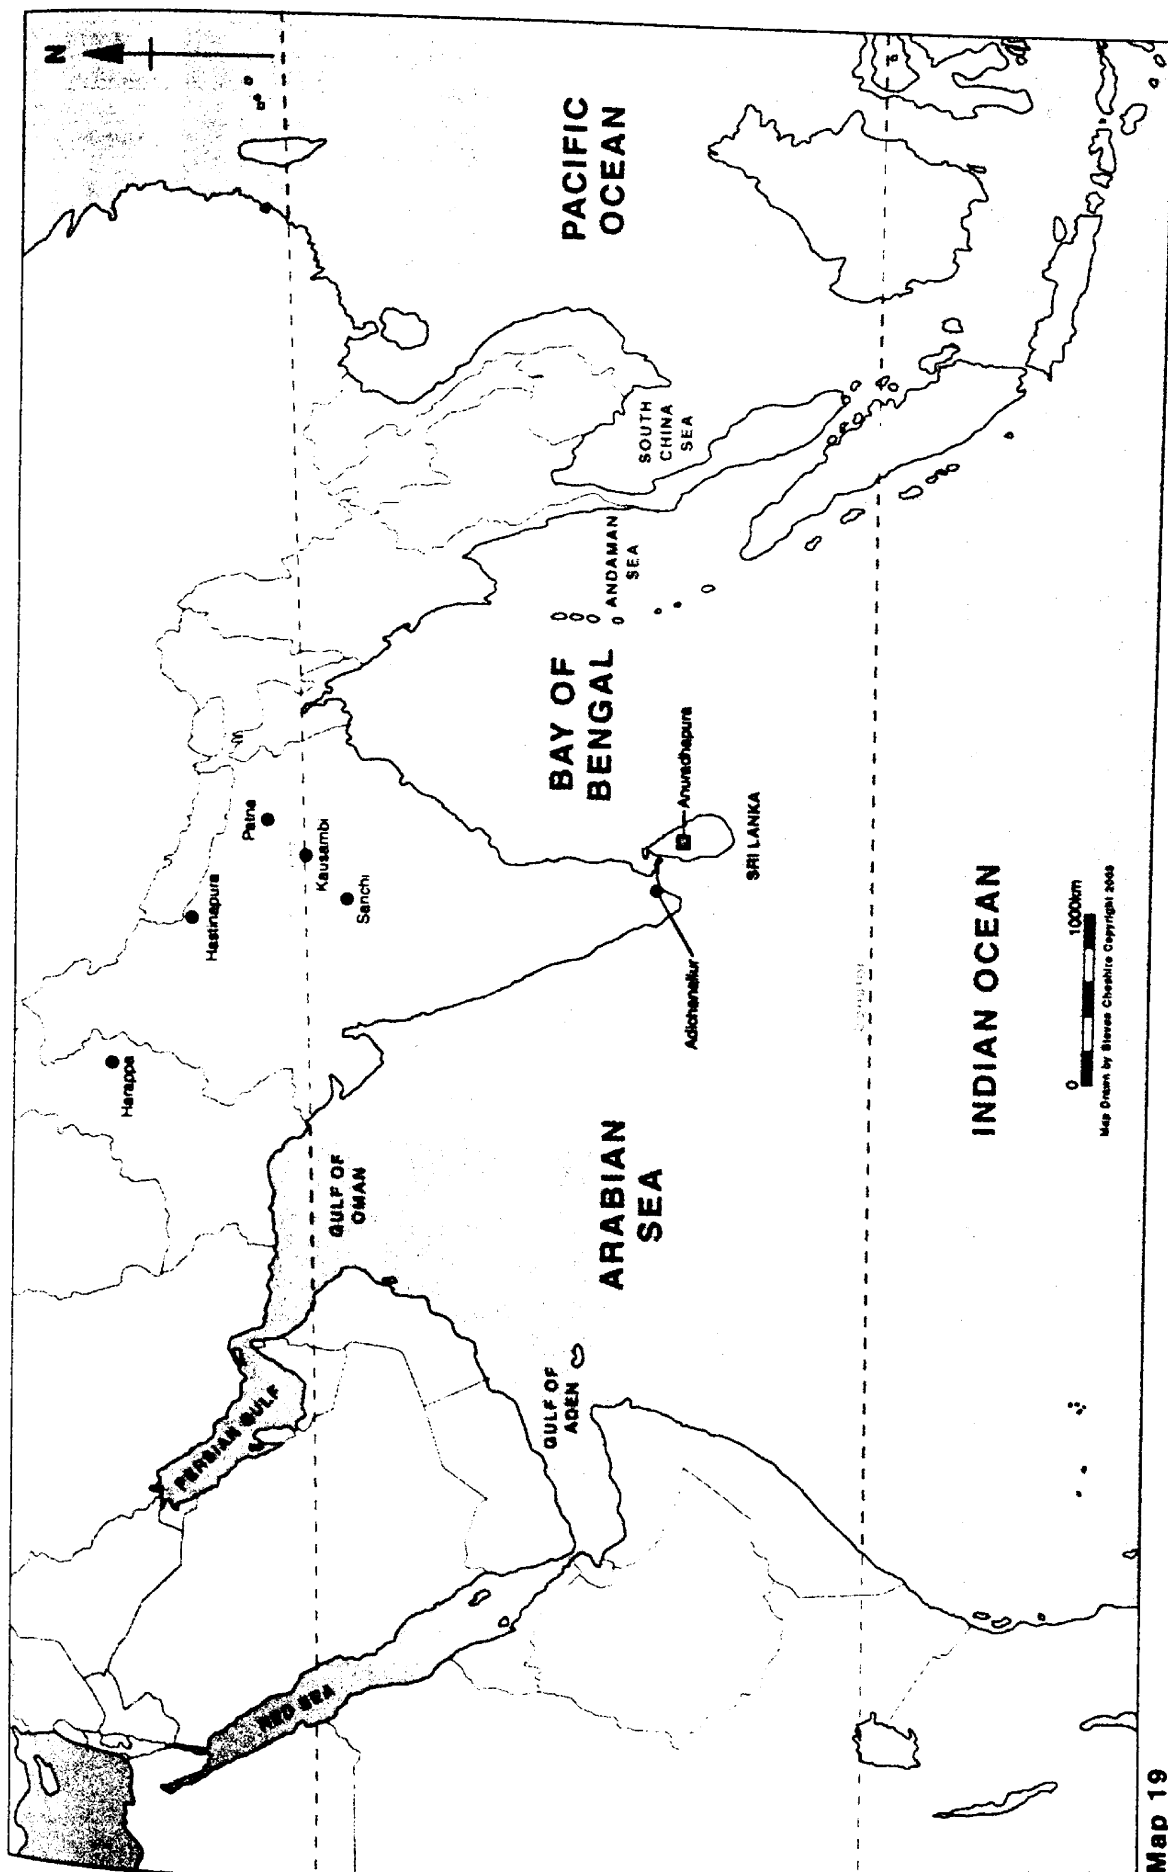 N
PACIFIC
OCEAN
SOUTH
CHINA
SEA
ANDAMAN
SEA
BAY OF
BENGAL
Patna
Kausambi
Hastinapura
Sanchi
Harappa
Anuradhapura
SRI LANKA
Adichanallur
GULF OF
OMAN
ARABIAN
SEA
PERSIAN GULF
GULF OF
ADEN
RED SEA
INDIAN OCEAN
0 1000km
Map Drawn by Steven Cheshire Copyright 2003
Map 19